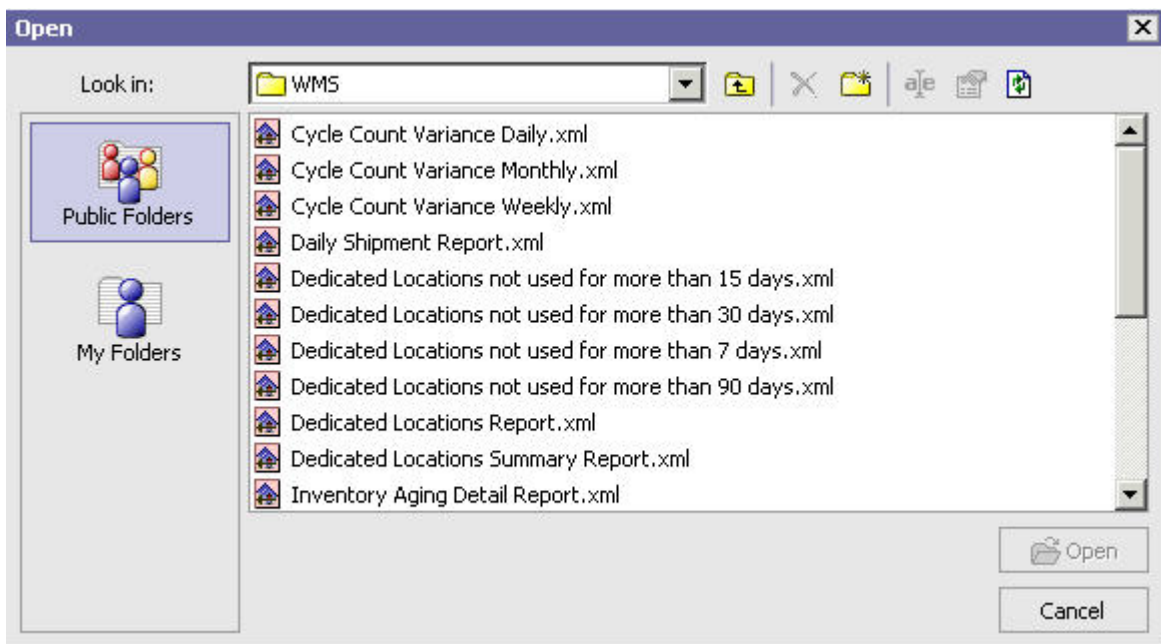 Open
Look in:
WMS
a|e
Public Folders
My Folders
Cycle Count Variance Daily.xml
Cycle Count Variance Monthly.xml
Cycle Count Variance Weekly.xml
Daily Shipment Report.xml
Dedicated Locations not used for more than 15 days.xml
Dedicated Locations not used for more than 30 days.xml
Dedicated Locations not used for more than 7 days.xml
Dedicated Locations not used for more than 90 days.xml
Dedicated Locations Report.xml
Dedicated Locations Summary Report.xml
Inventory Aging Detail Report.xml
Open
Cancel